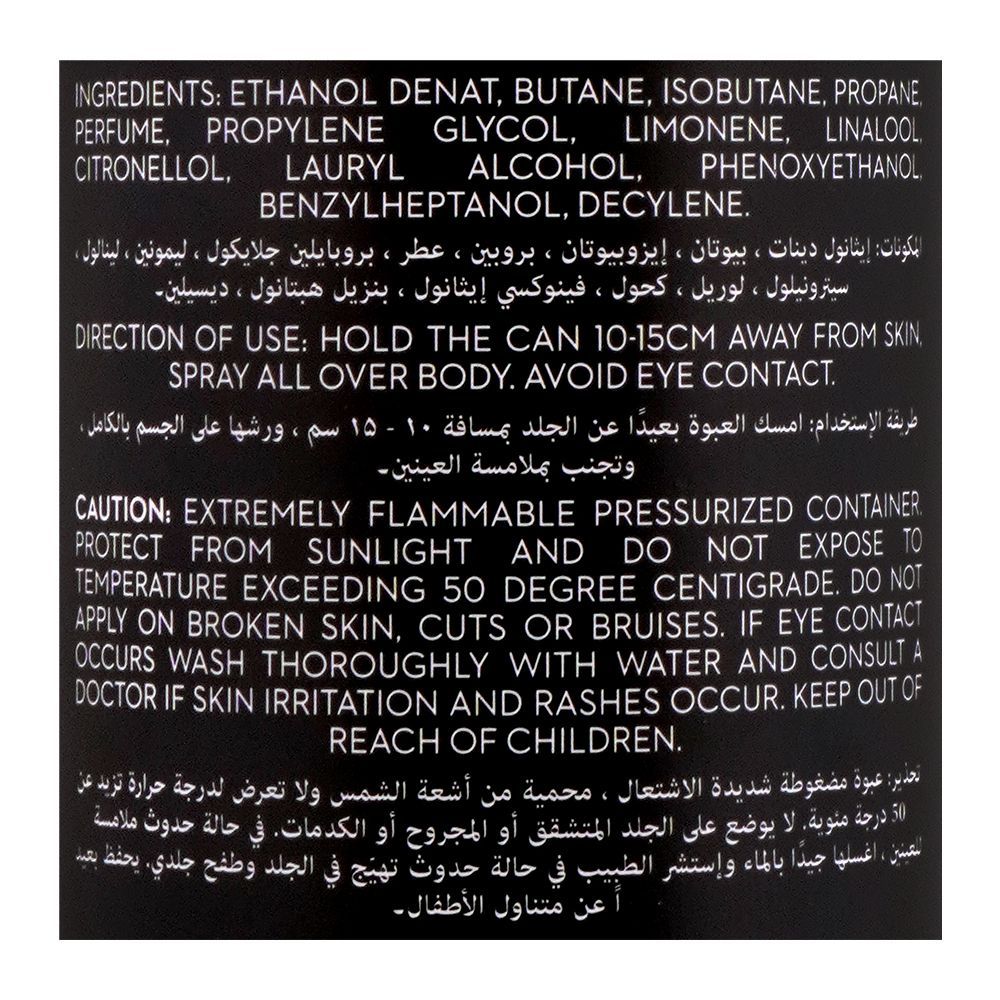 INGREDIENTS: ETHANOL DENAT, BUTANE, ISOBUTANE, PROPANE,
PERFUME, PROPYLENE GLYCOL, LIMONENE, LINALOOL,
CITRONELLOL, LAURYL ALCOHOL, PHENOXYETHANOL,
BENZYLHEPTANOL, DECYLENE.
المكونات: إيثانول دينات ، بيوتان ، إيزوبيوتان ، بروبين ، عطر ، بروبايلين جلايكول ، ليمونين ، لينالول ،
سيترونيلول ، لوريل ، كحول ، فينوكسي إيثانول ، بنزيل هبتانول ، ديسيلين.
DIRECTION OF USE: HOLD THE CAN 10-15CM AWAY FROM SKIN,
SPRAY ALL OVER BODY. AVOID EYE CONTACT.
طريقة الإستخدام: امسك العبوة بعيدًا عن الجلد بمسافة ١٠ - ١٥ سم ، ورشها على الجسم بالكامل ،
وتجنب بملامسة العينين.
CAUTION: EXTREMELY FLAMMABLE PRESSURIZED CONTAINER.
PROTECT FROM SUNLIGHT AND DO NOT EXPOSE TO
TEMPERATURE EXCEEDING 50 DEGREE CENTIGRADE. DO NOT
APPLY ON BROKEN SKIN, CUTS OR BRUISES. IF EYE CONTACT
OCCURS WASH THOROUGHLY WITH WATER AND CONSULT A
DOCTOR IF SKIN IRRITATION AND RASHES OCCUR. KEEP OUT OF
REACH OF CHILDREN.
تحذير: عبوة مضغوطة شديدة الاشتعال ، محمية من أشعة الشمس ولا تعرض لدرجة حرارة تزيد عن
50 درجة مئوية. لا يوضع على الجلد المتشقق أو المجروح أو الكدمات. في حالة حدوث ملامسة
للعينين ، اغسلها جيدًا بالماء وإستشر الطبيب في حالة حدوث تهيّج في الجلد وطفح جلدي. يحفظ بعيد
اً عن متناول الأطفال.